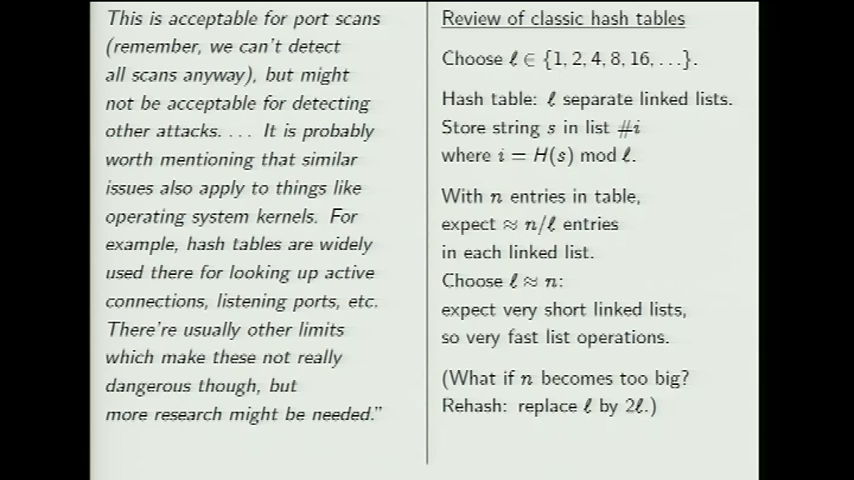 This is acceptable for port scans
(remember, we can't detect
all scans anyway), but might
not be acceptable for detecting
other attacks. . . . It is probably
worth mentioning that similar
issues also apply to things like
operating system kernels. For
example, hash tables are widely
used there for looking up active
connections, listening ports, etc.
There're usually other limits
which make these not really
dangerous though, but
more research might be needed."
Review of classic hash tables
Choose ℓ ∈ {1, 2, 4, 8, 16, . . .}.
Hash table: ℓ separate linked lists.
Store string s in list #i
where i = H(s) mod ℓ.
With n entries in table,
expect ≈ n/ℓ entries
in each linked list.
Choose ℓ ≈ n:
expect very short linked lists,
so very fast list operations.
(What if n becomes too big?
Rehash: replace ℓ by 2ℓ.)